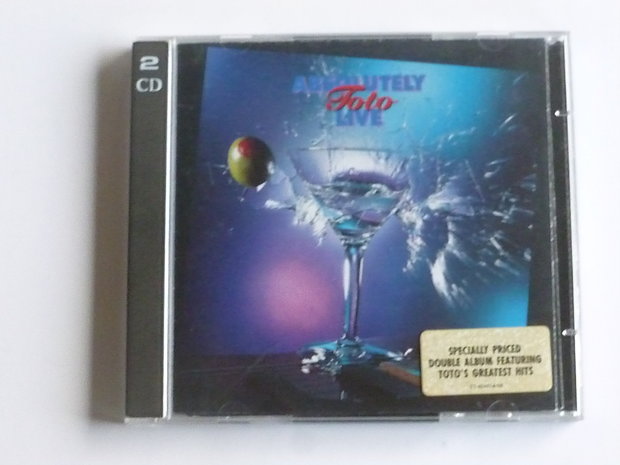 2
CD
ABSOLUTELY
Toto
LIVE
SPECIALLY PRICED
DOUBLE ALBUM FEATURING
TOTO'S GREATEST HITS